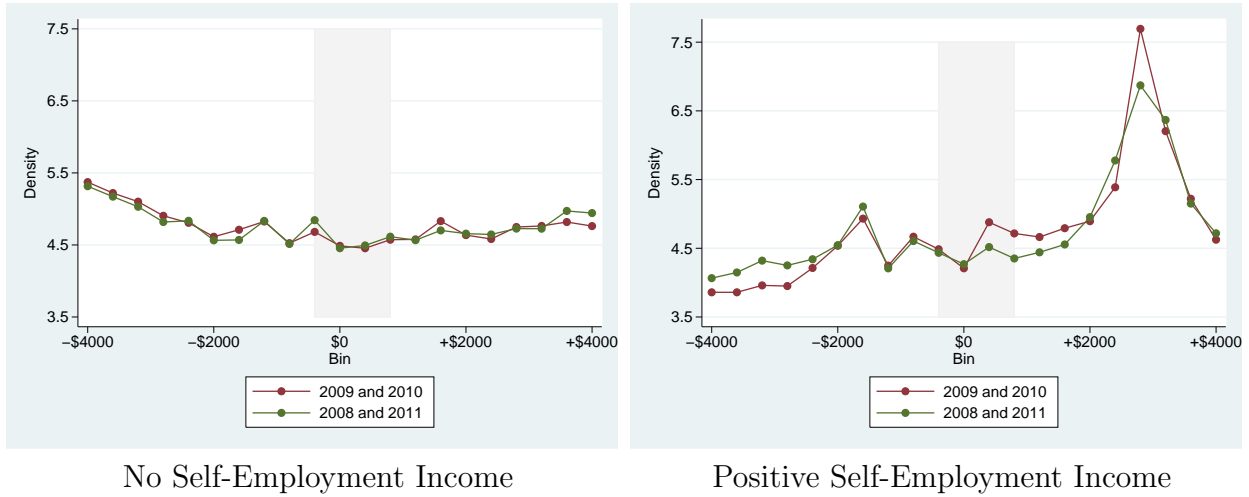 7.5
6.5
5.5
4.5
3.5
Density
−$4000 −$2000 $0 +$2000 +$4000
Bin
2009 and 2010
2008 and 2011
No Self-Employment Income
7.5
6.5
5.5
4.5
3.5
Density
−$4000 −$2000 $0 +$2000 +$4000
Bin
2009 and 2010
2008 and 2011
Positive Self-Employment Income